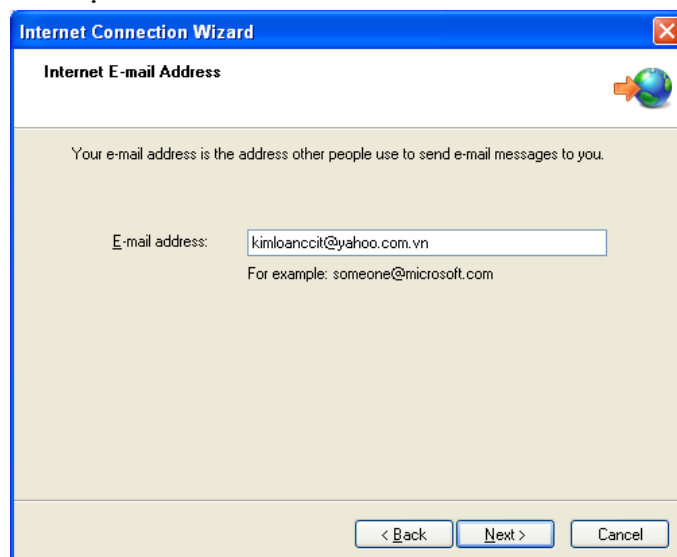 Internet Connection Wizard
Internet E-mail Address
Your e-mail address is the address other people use to send e-mail messages to you.
E-mail address: kimloanccit@yahoo.com.vn
For example: someone@microsoft.com
< Back Next > Cancel